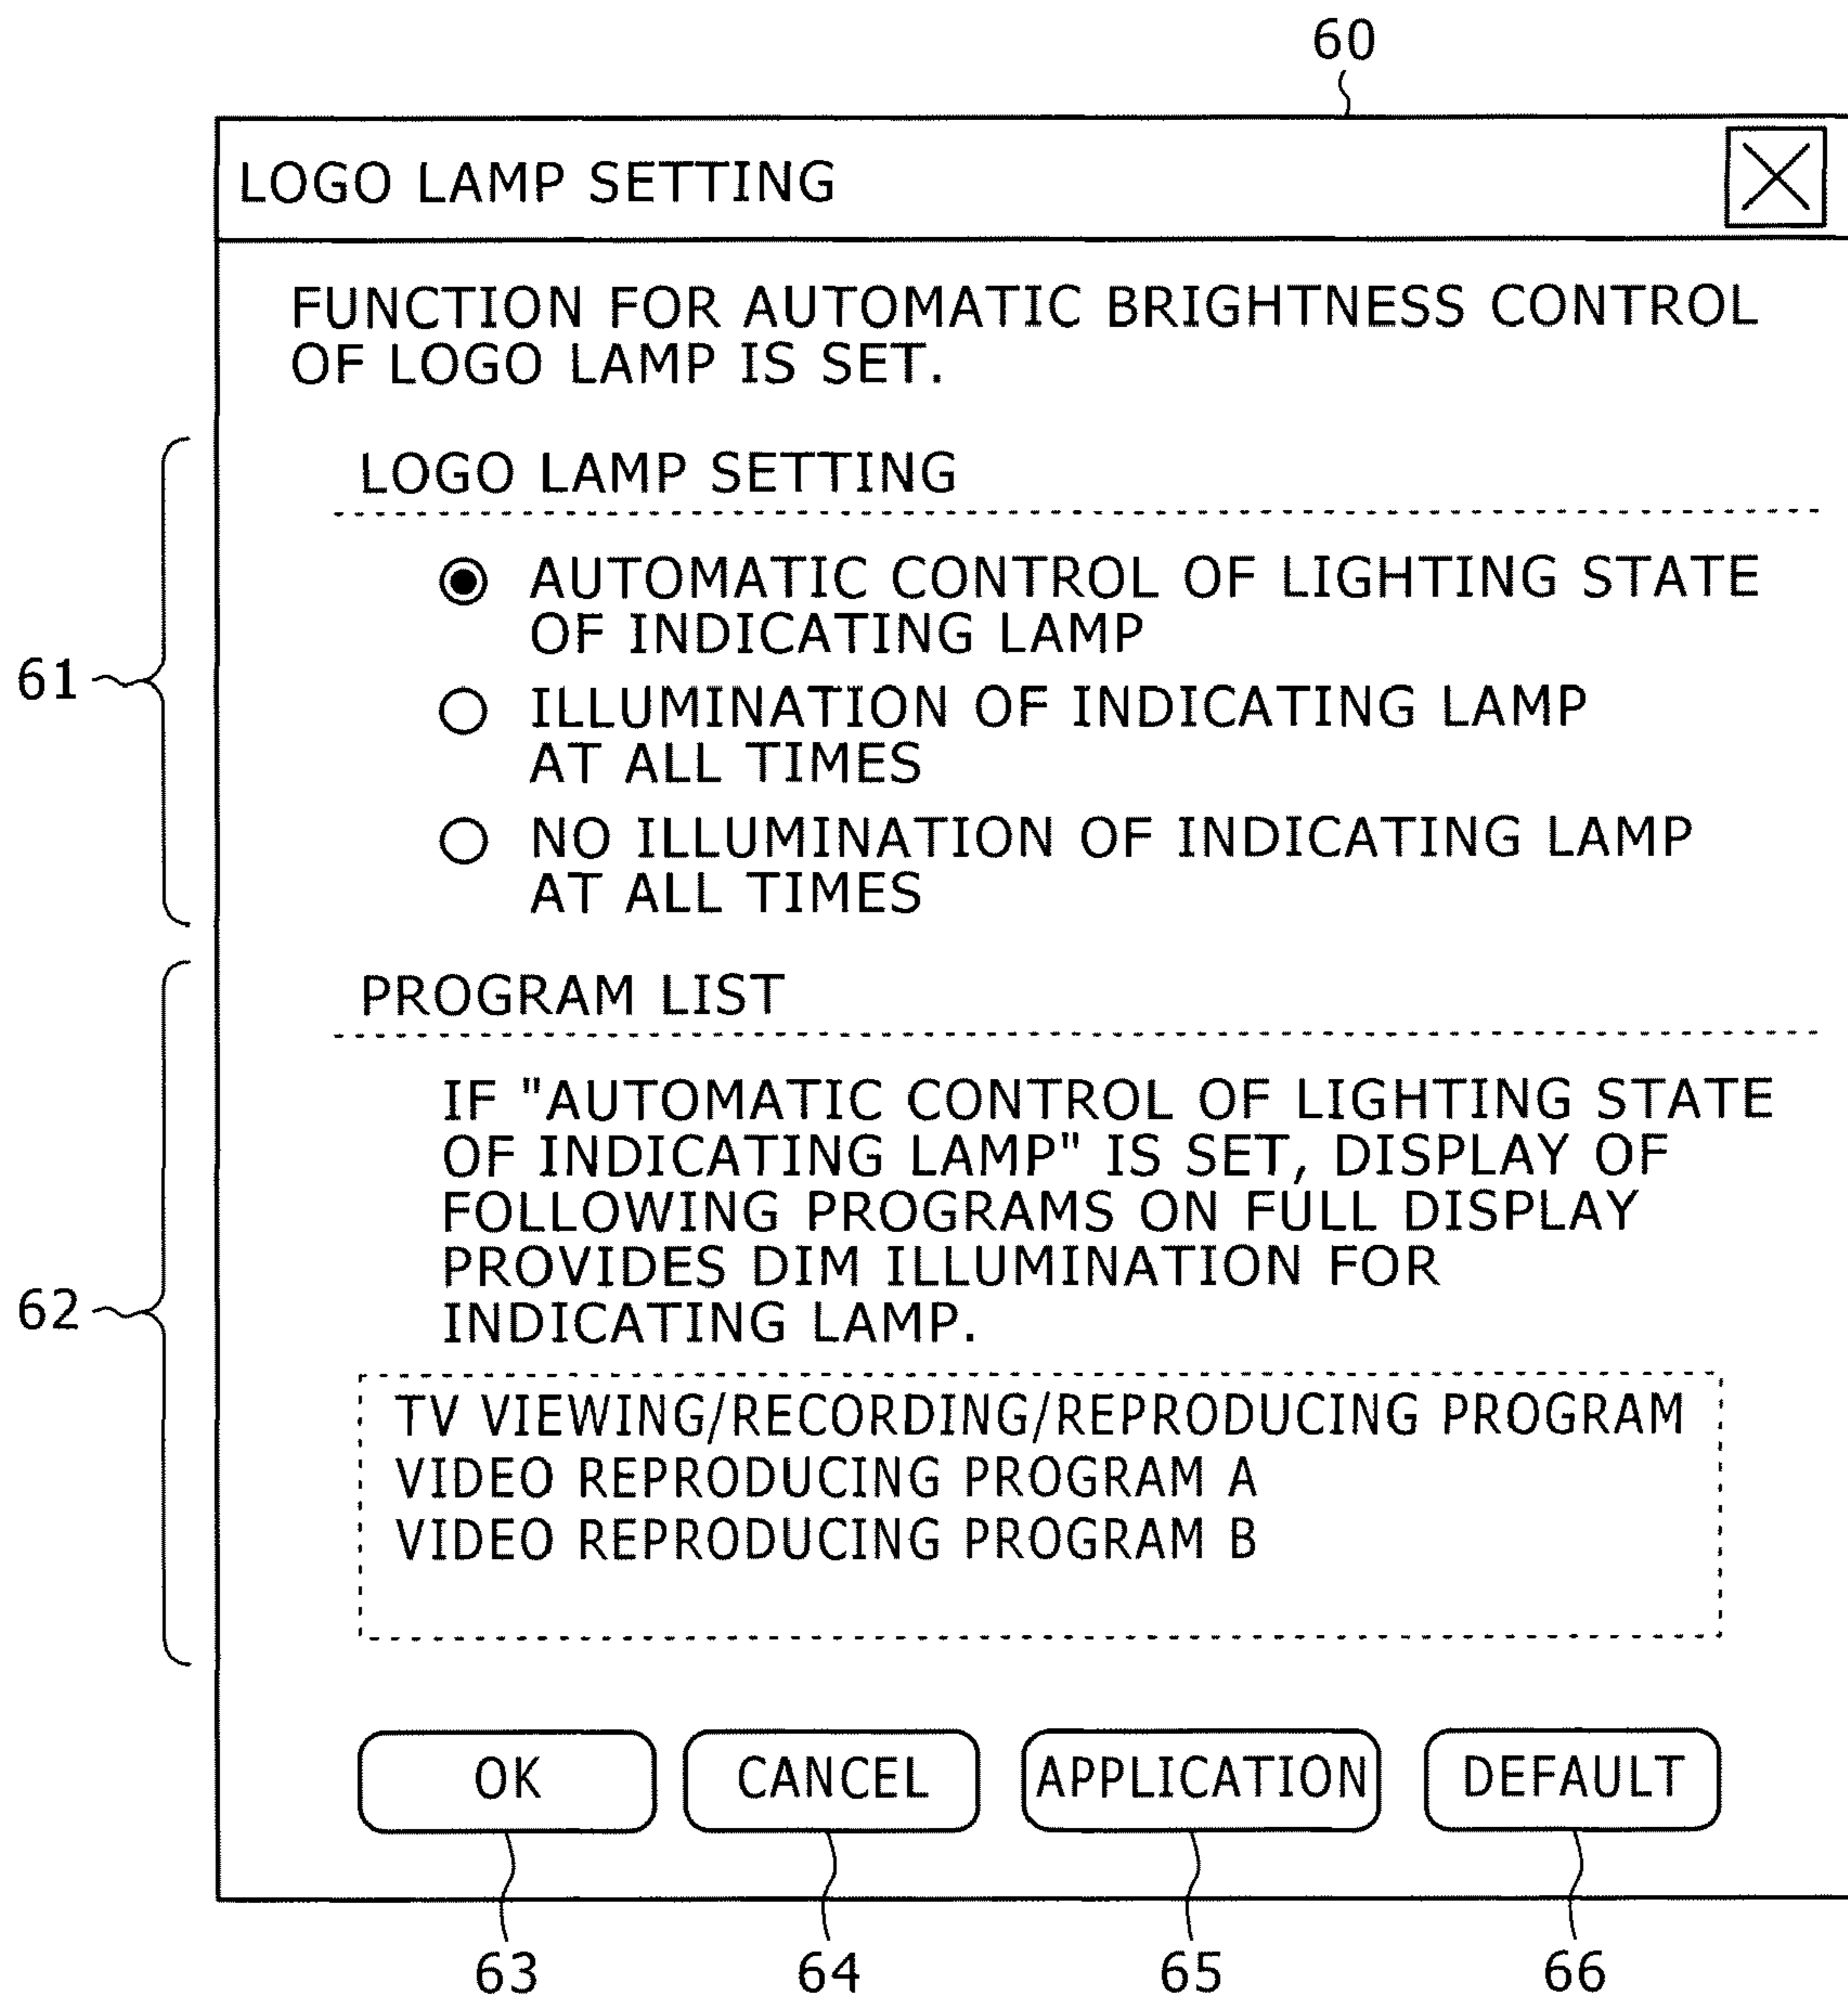 60
LOGO LAMP SETTING
FUNCTION FOR AUTOMATIC BRIGHTNESS CONTROL
OF LOGO LAMP IS SET.
61
LOGO LAMP SETTING
AUTOMATIC CONTROL OF LIGHTING STATE
OF INDICATING LAMP
ILLUMINATION OF INDICATING LAMP
AT ALL TIMES
NO ILLUMINATION OF INDICATING LAMP
AT ALL TIMES
62
PROGRAM LIST
IF "AUTOMATIC CONTROL OF LIGHTING STATE
OF INDICATING LAMP" IS SET, DISPLAY OF
FOLLOWING PROGRAMS ON FULL DISPLAY
PROVIDES DIM ILLUMINATION FOR
INDICATING LAMP.
TV VIEWING/RECORDING/REPRODUCING PROGRAM
VIDEO REPRODUCING PROGRAM A
VIDEO REPRODUCING PROGRAM B
OK CANCEL APPLICATION DEFAULT
63 64 65 66